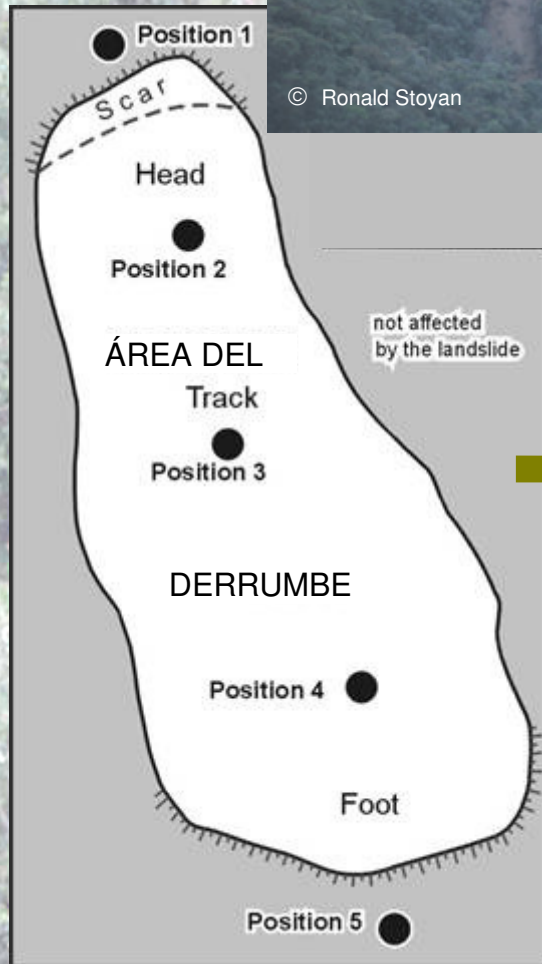 Position 1
© Ronald Stoyan
Scar
Head
Position 2
not affected
by the landslide
ÁREA DEL
Track
Position 3
DERRUMBE
Position 4
Foot
Position 5